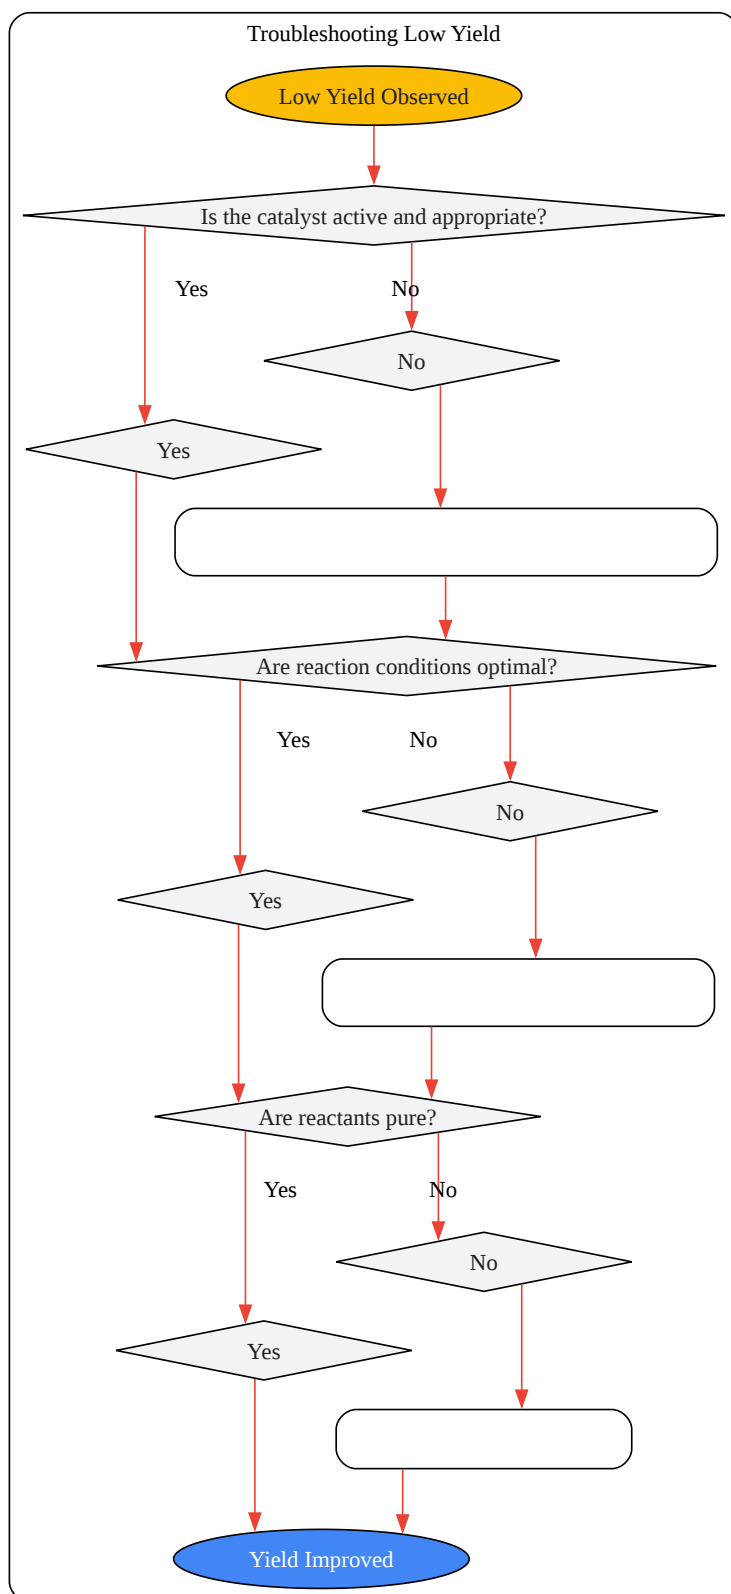 Troubleshooting Low Yield
Low Yield Observed
Is the catalyst active and appropriate?
Yes
No
No
Yes
Are reaction conditions optimal?
Yes
No
No
Yes
Are reactants pure?
Yes
No
No
Yes
Yield Improved